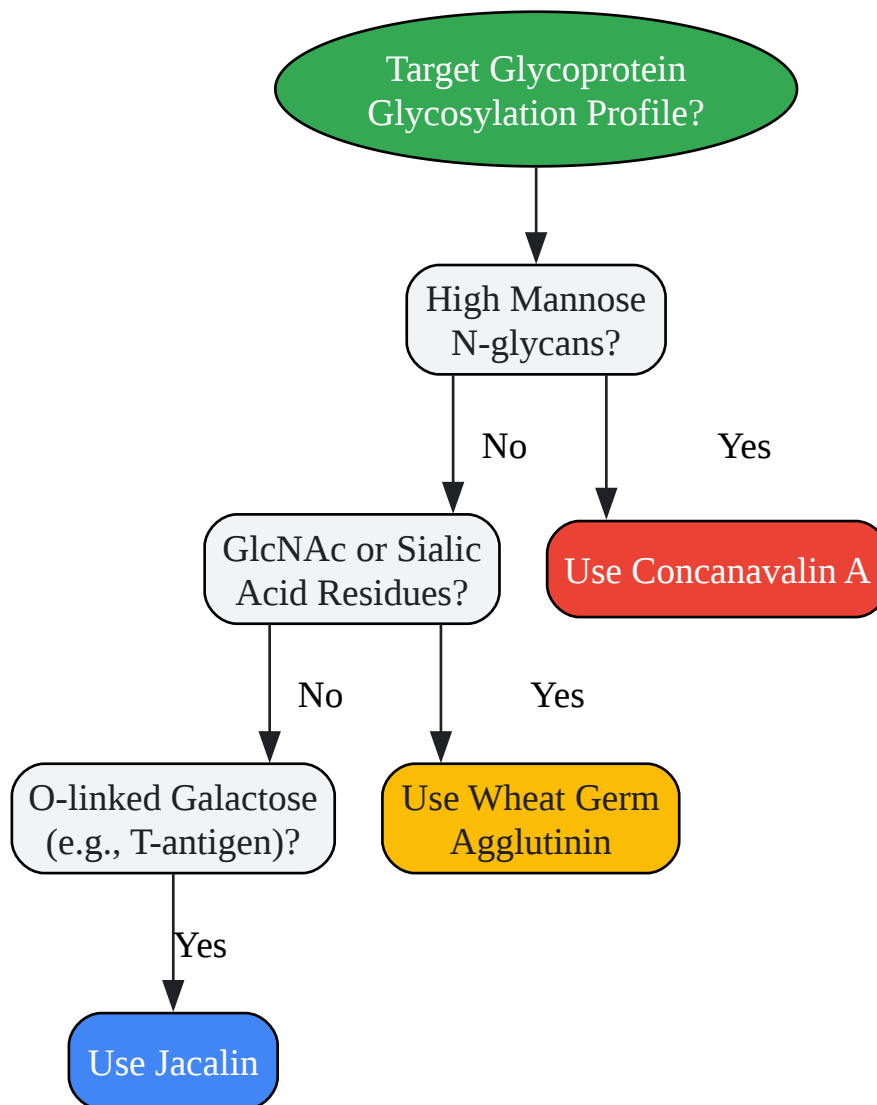 Target Glycoprotein
Glycosylation Profile?
High Mannose
N-glycans?
No
Yes
GlcNAc or Sialic
Acid Residues?
Use Concanavalin A
No
Yes
O-linked Galactose
(e.g., T-antigen)?
Use Wheat Germ
Agglutinin
Yes
Use Jacalin